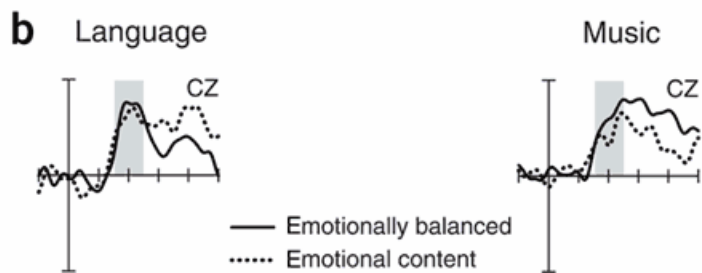 b
Language
Music
CZ
CZ
Emotionally balanced
Emotional content